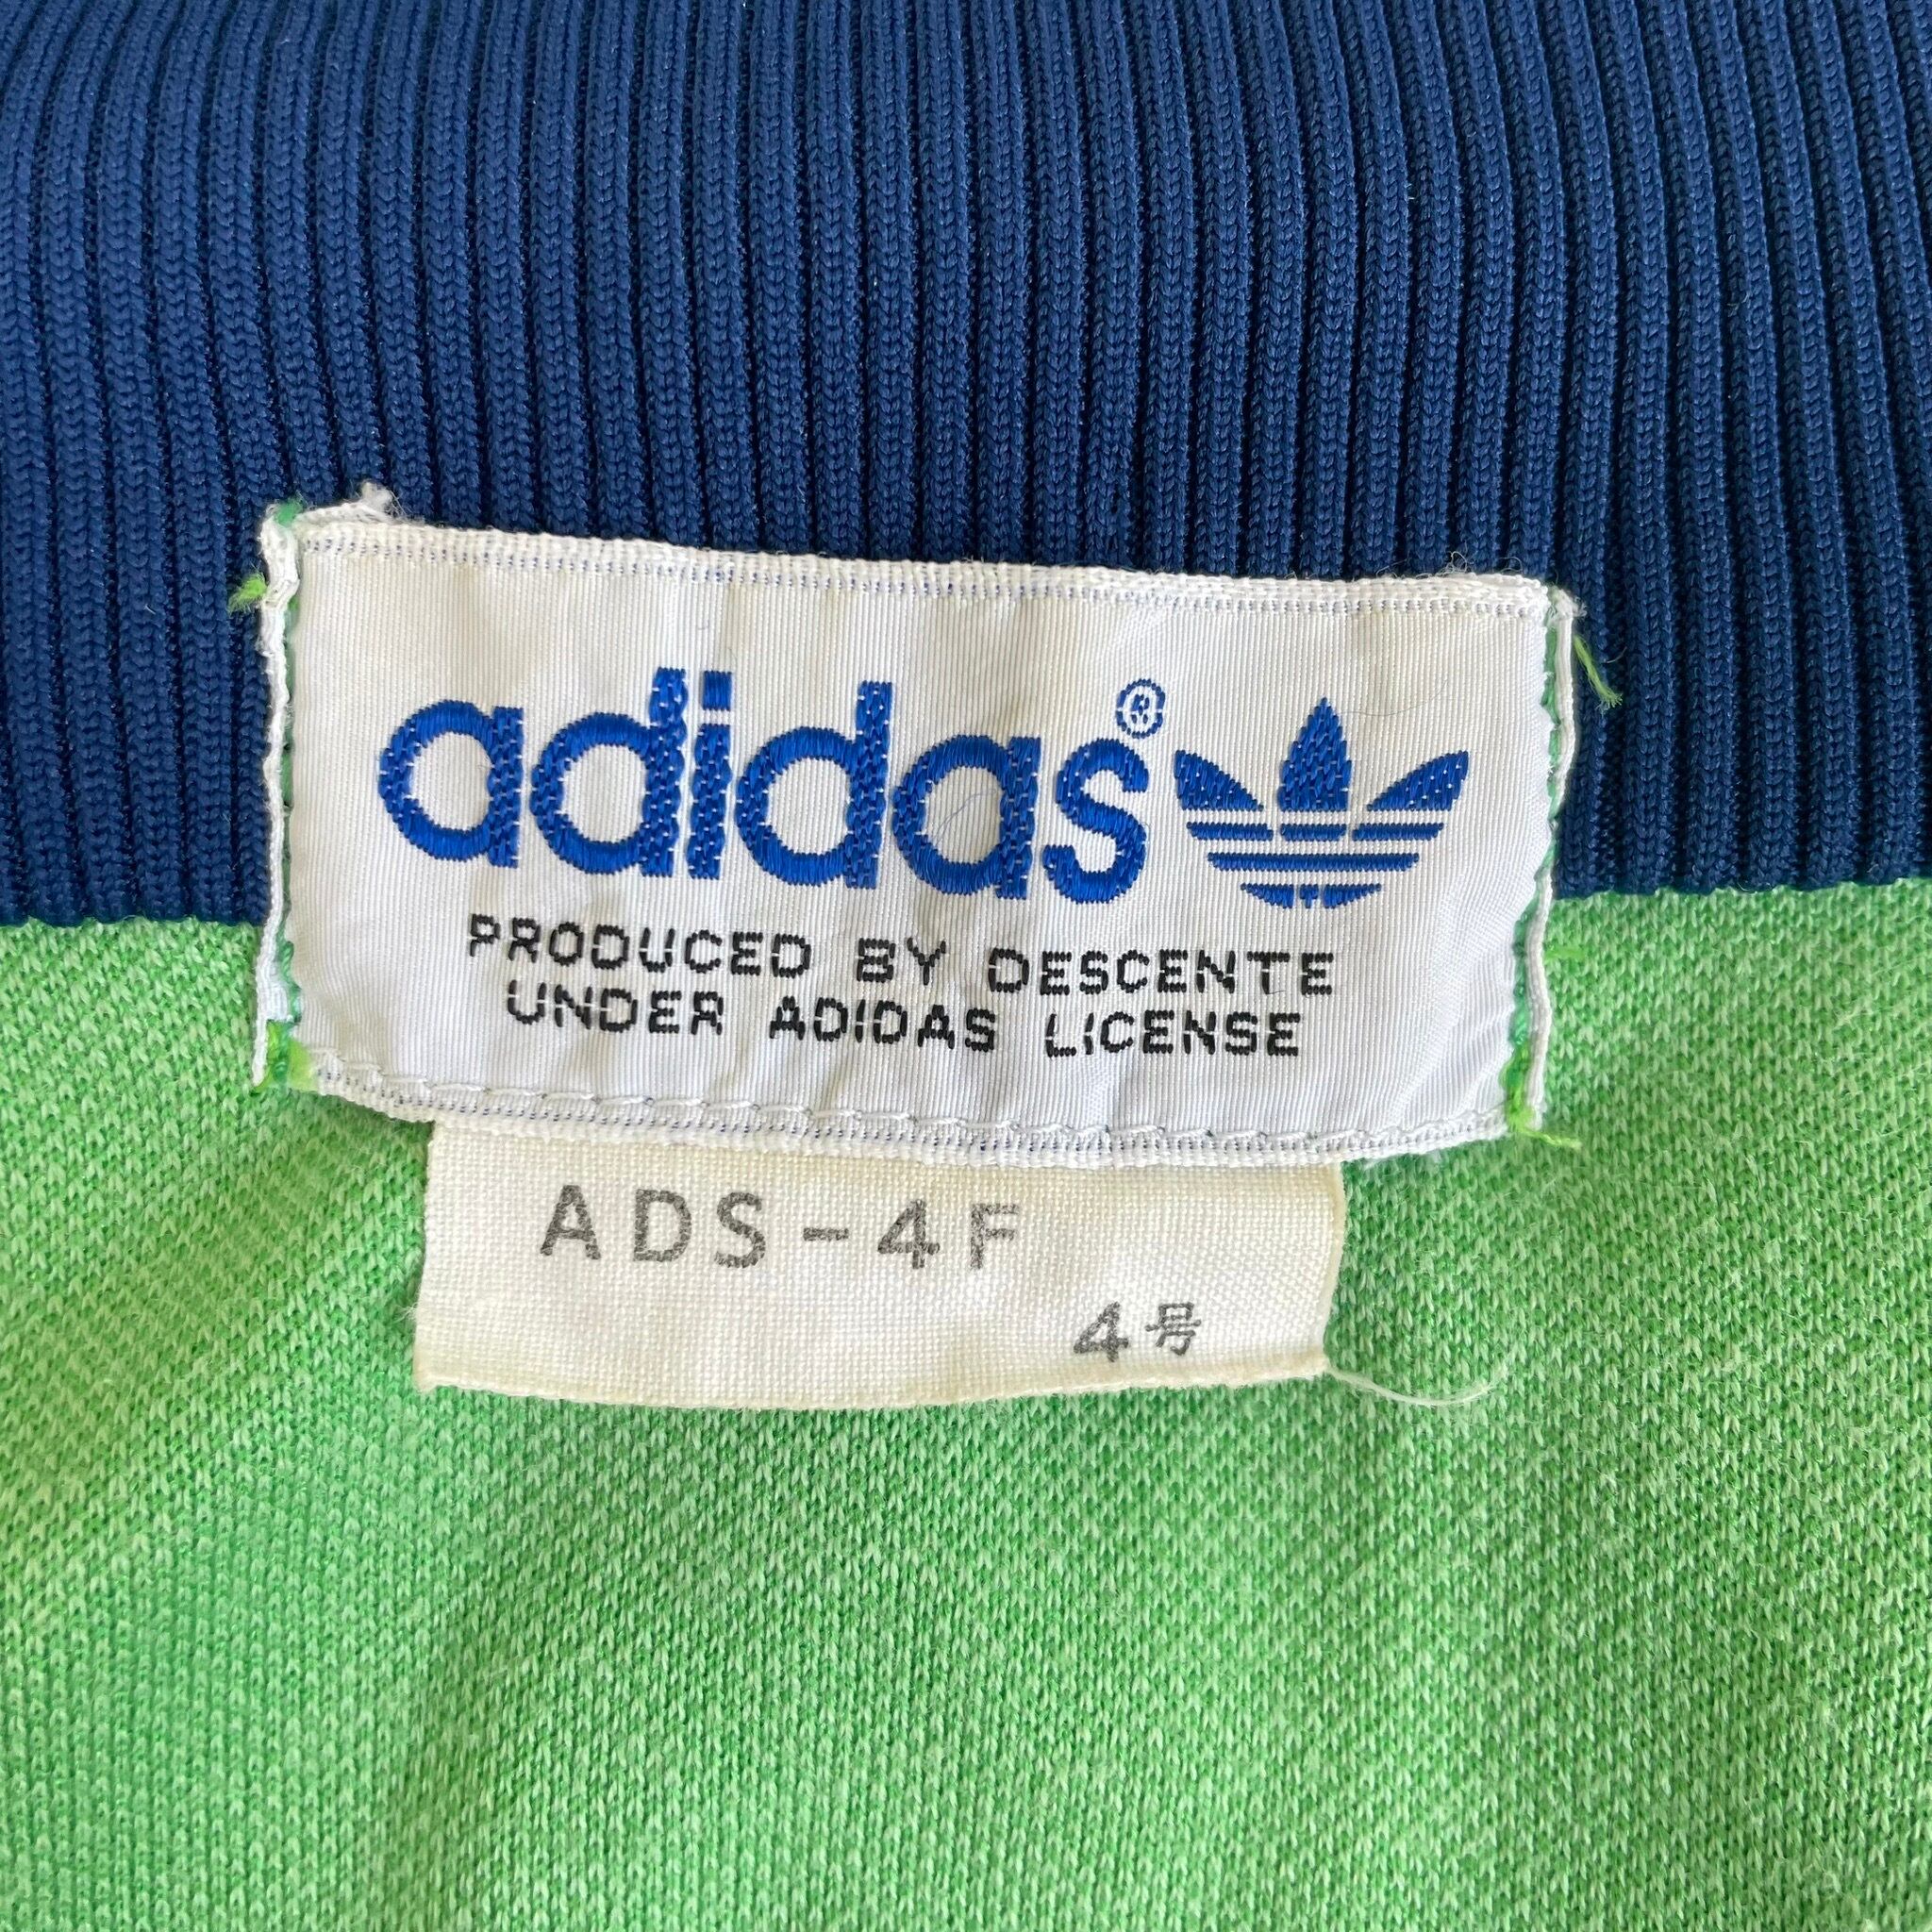 adidas®
PRODUCED BY DESCENTE
UNDER ADIDAS LICENSE
ADS-4F
4号